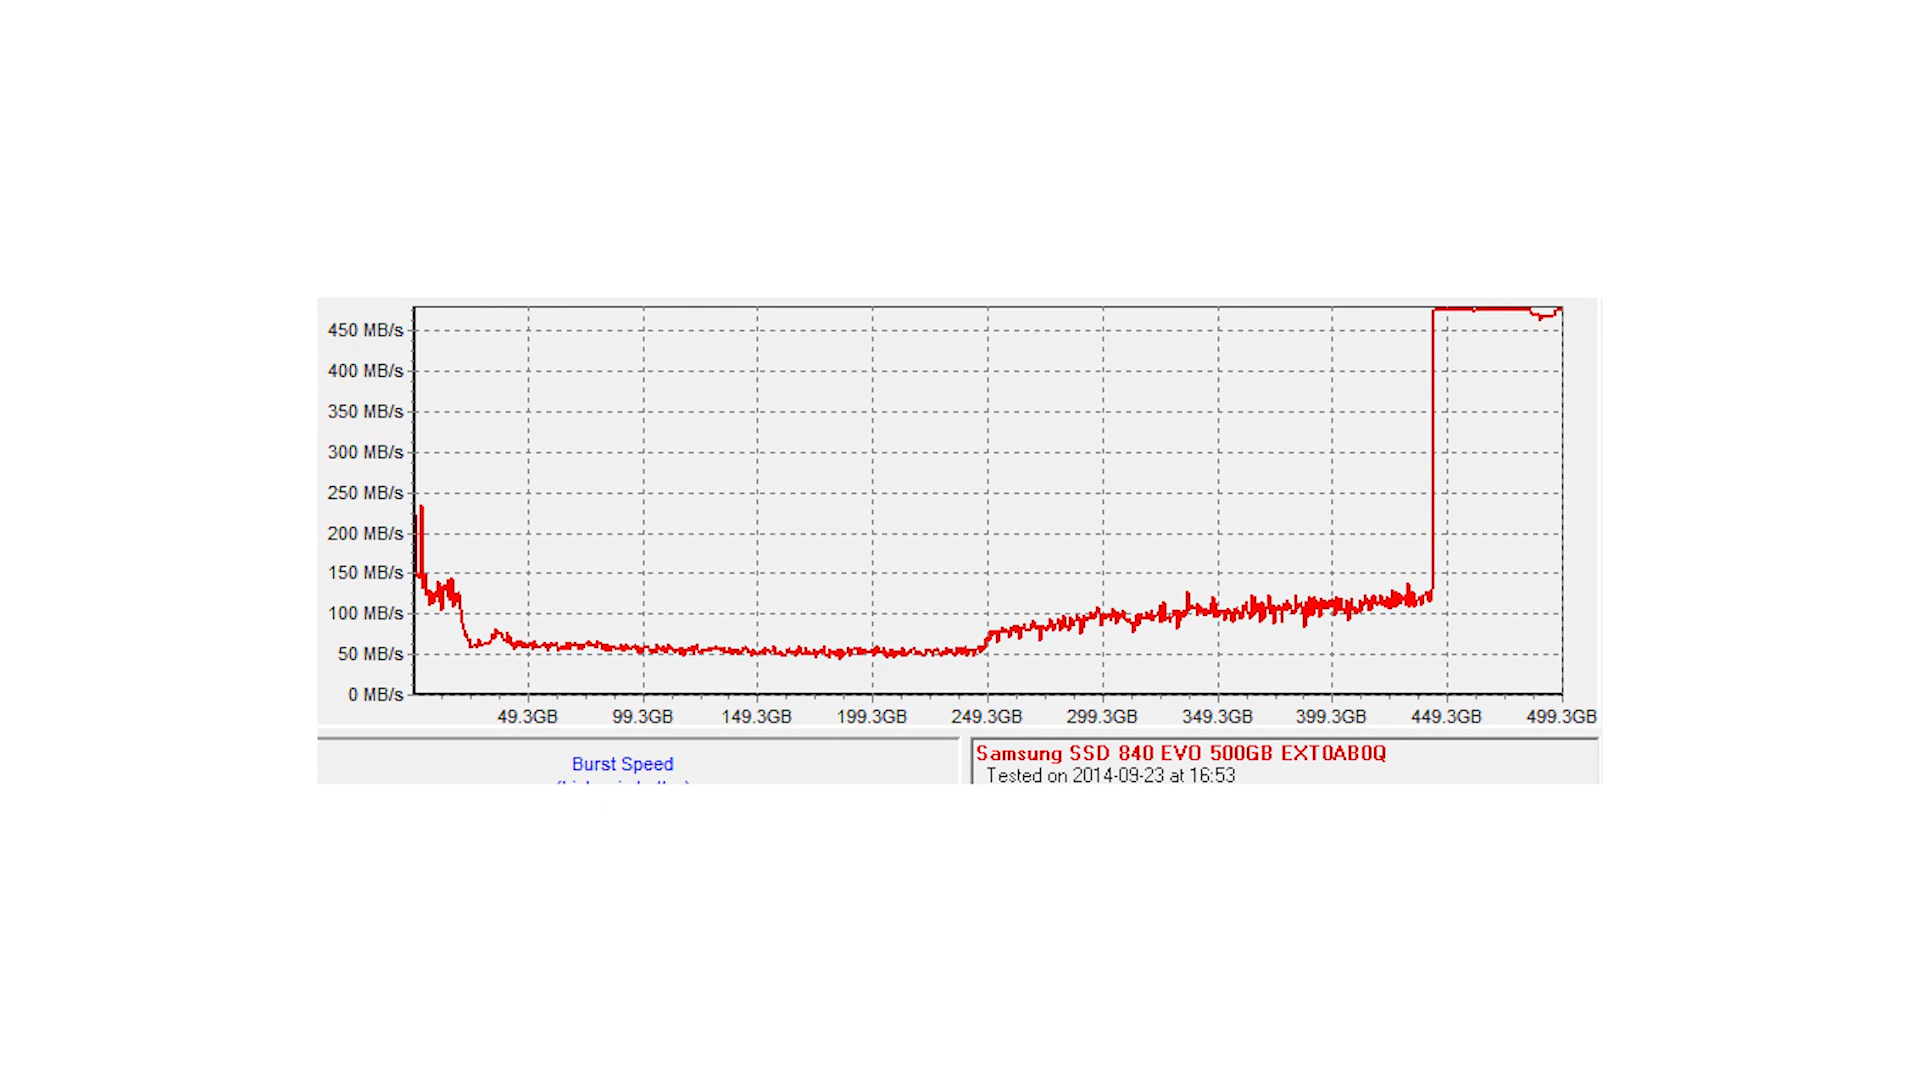 450 MB/s
400 MB/s
350 MB/s
300 MB/s
250 MB/s
200 MB/s
150 MB/s
100 MB/s
50 MB/s
0 MB/s
49.3GB 99.3GB 149.3GB 199.3GB 249.3GB 299.3GB 349.3GB 399.3GB 449.3GB 499.3GB
Burst Speed
Samsung SSD 840 EVO 500GB EXT0AB0Q
Tested on 2014-09-23 at 16:53